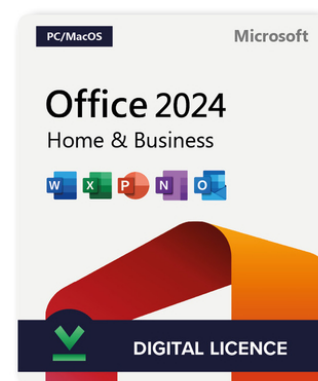 PC/MacOS
Microsoft
Office 2024
Home & Business
W X P N O
DIGITAL LICENCE